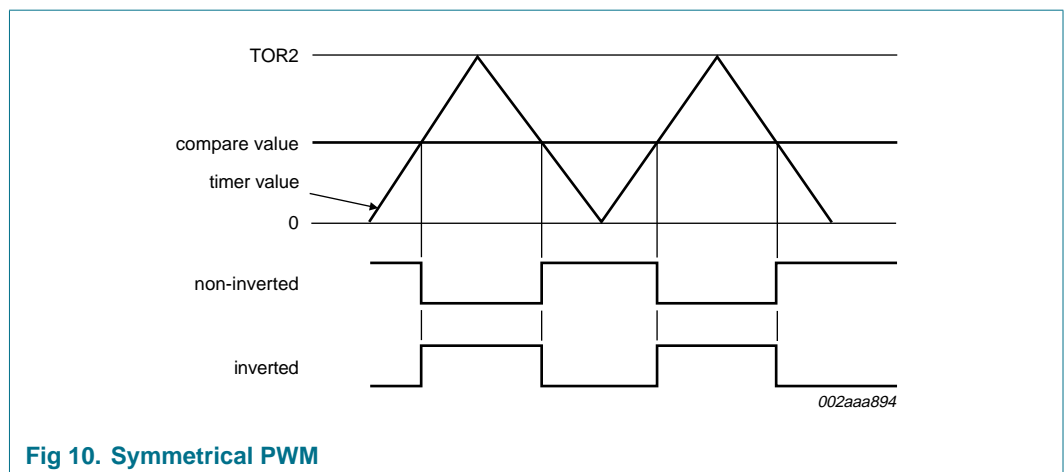 TOR2
compare value
timer value
0
non-inverted
inverted
002aaa894
Fig 10. Symmetrical PWM